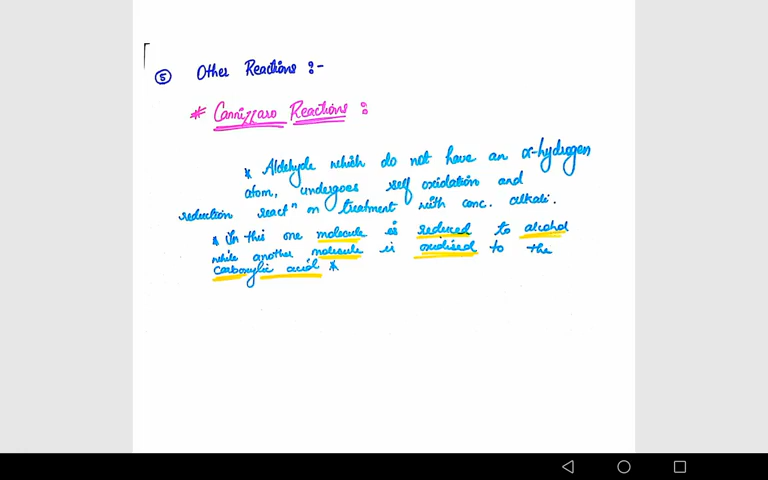 ⑤ Other Reactions :-
* Cannizzaro Reactions :
* Aldehyde which do not have an α-hydrogen
atom, undergoes self oxidation and
reduction reactⁿ on treatment with conc. alkali.
* In this one molecule is reduced to alcohol
while another molecule is oxidised to the
carboxylic acid *